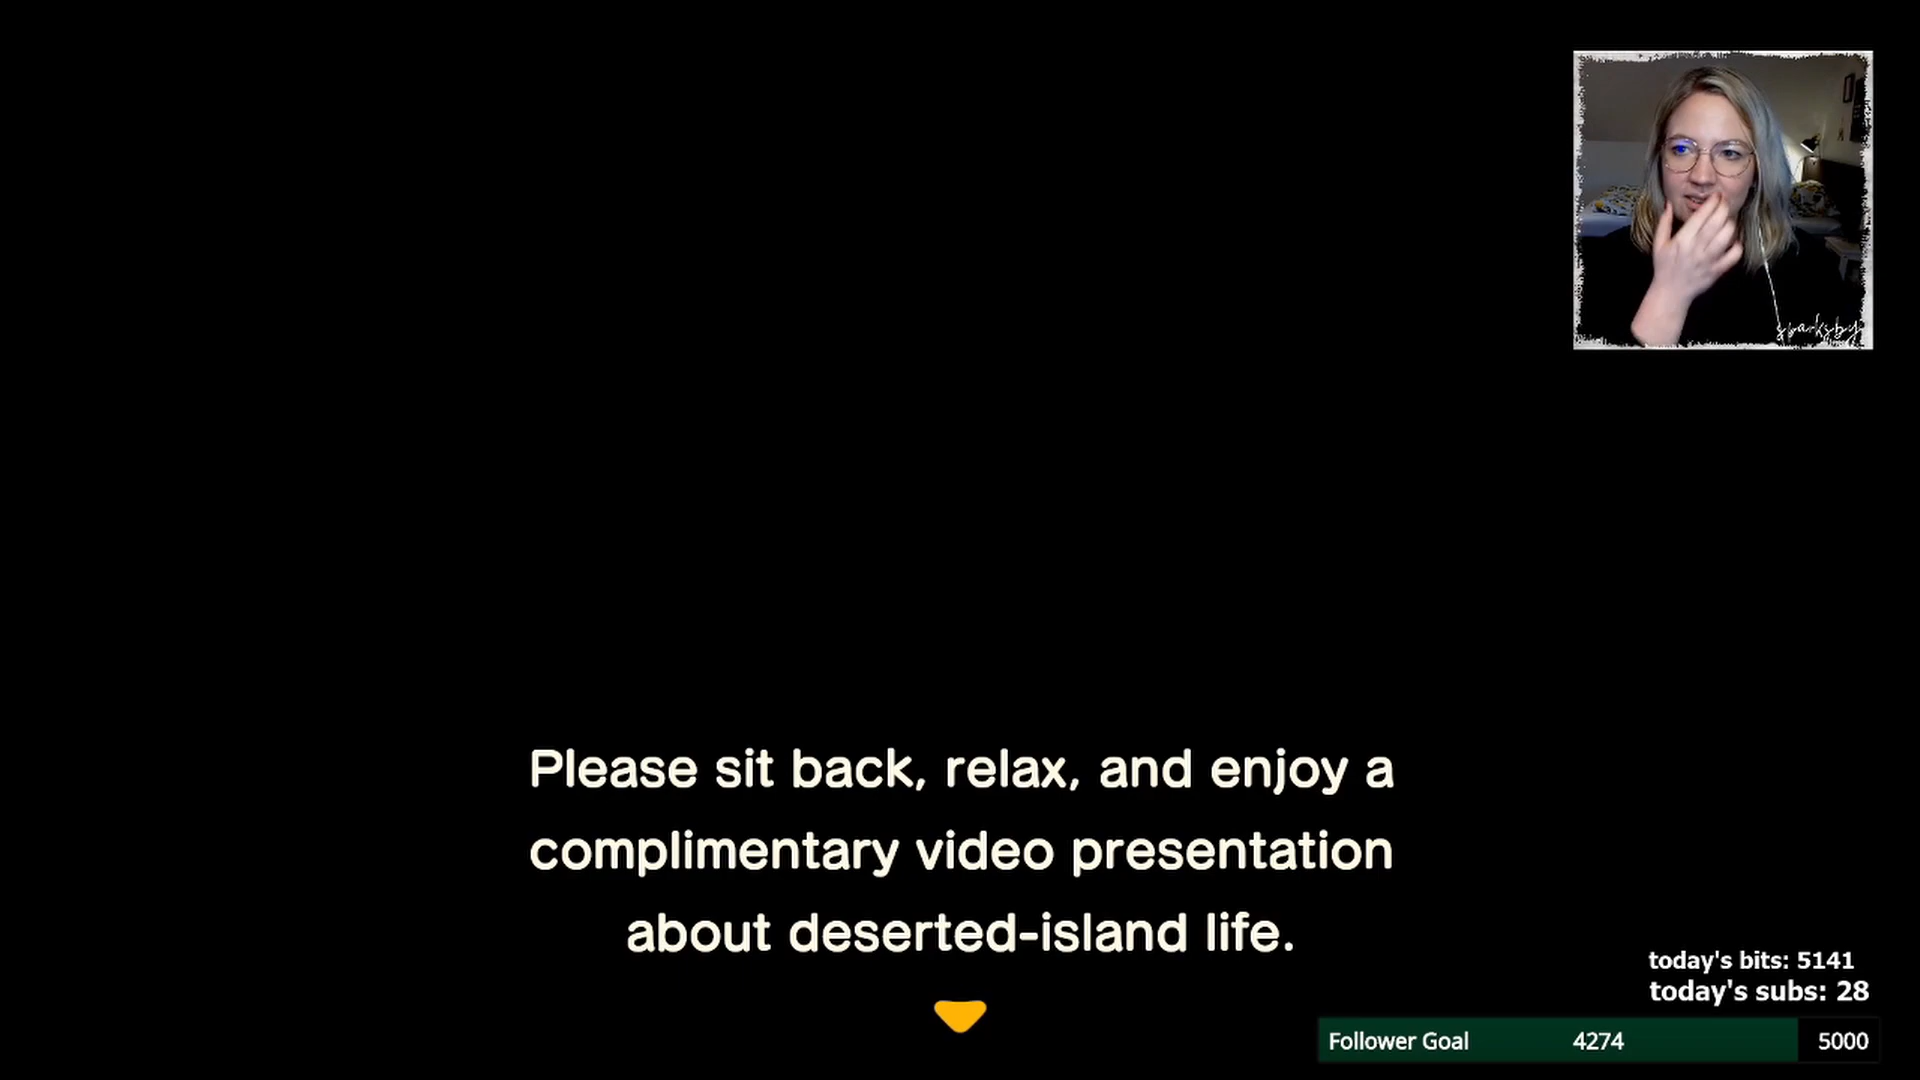 sparksby
Please sit back, relax, and enjoy a
complimentary video presentation
about deserted-island life.
today's bits: 5141
today's subs: 28
Follower Goal 4274 5000